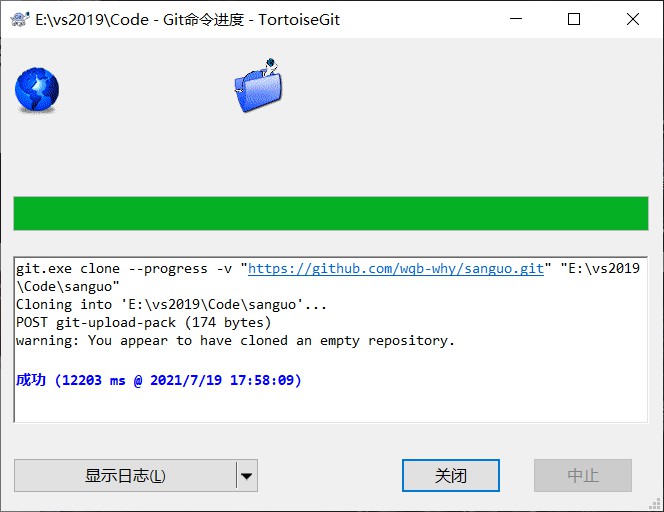 E:\vs2019\Code - Git命令进度 - TortoiseGit
git.exe clone --progress -v "https://github.com/wqb-why/sanguo.git" "E:\vs2019
\Code\sanguo"
Cloning into 'E:\vs2019\Code\sanguo'...
POST git-upload-pack (174 bytes)
warning: You appear to have cloned an empty repository.
成功 (12203 ms @ 2021/7/19 17:58:09)
显示日志(L)
关闭
中止